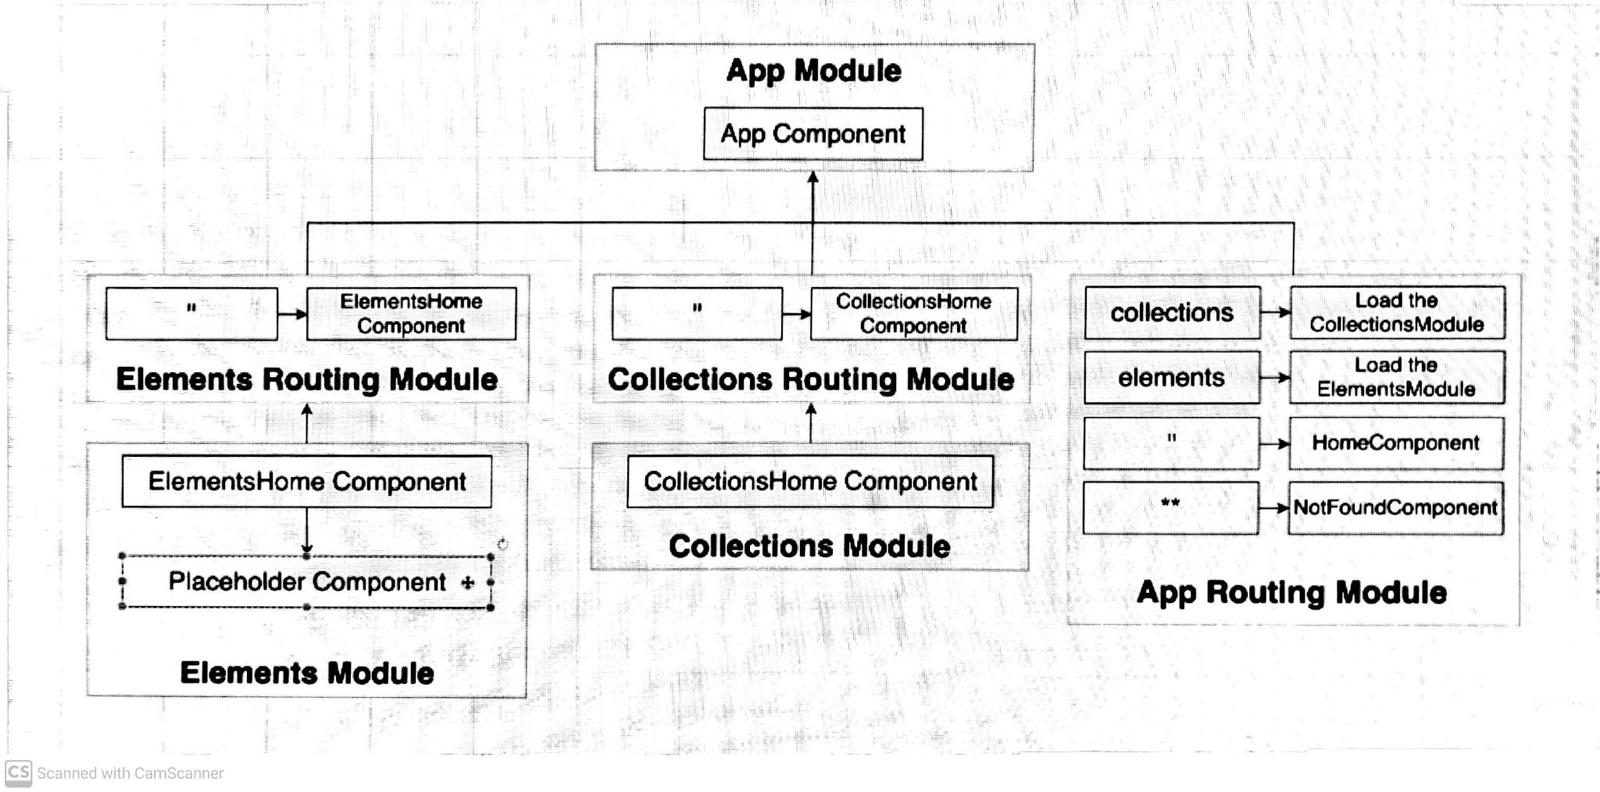 App Module
App Component
"
ElementsHome
Component
Elements Routing Module
"
CollectionsHome
Component
Collections Routing Module
collections
Load the
CollectionsModule
elements
Load the
ElementsModule
"
HomeComponent
**
NotFoundComponent
App Routing Module
ElementsHome Component
Placeholder Component
Elements Module
CollectionsHome Component
Collections Module
CS Scanned with CamScanner